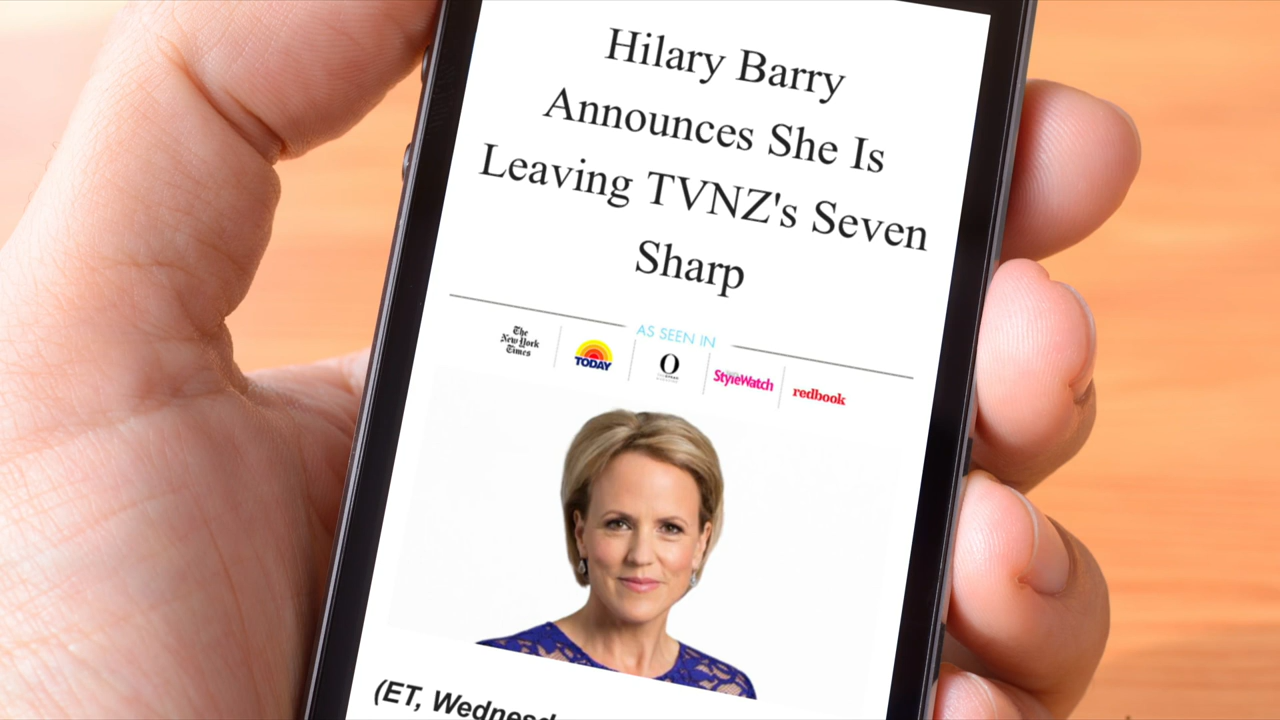 Hilary Barry
Announces She Is
Leaving TVNZ's Seven
Sharp
AS SEEN IN
The
New York
Times
TODAY
O
StyleWatch
redbook
(ET, Wednesd